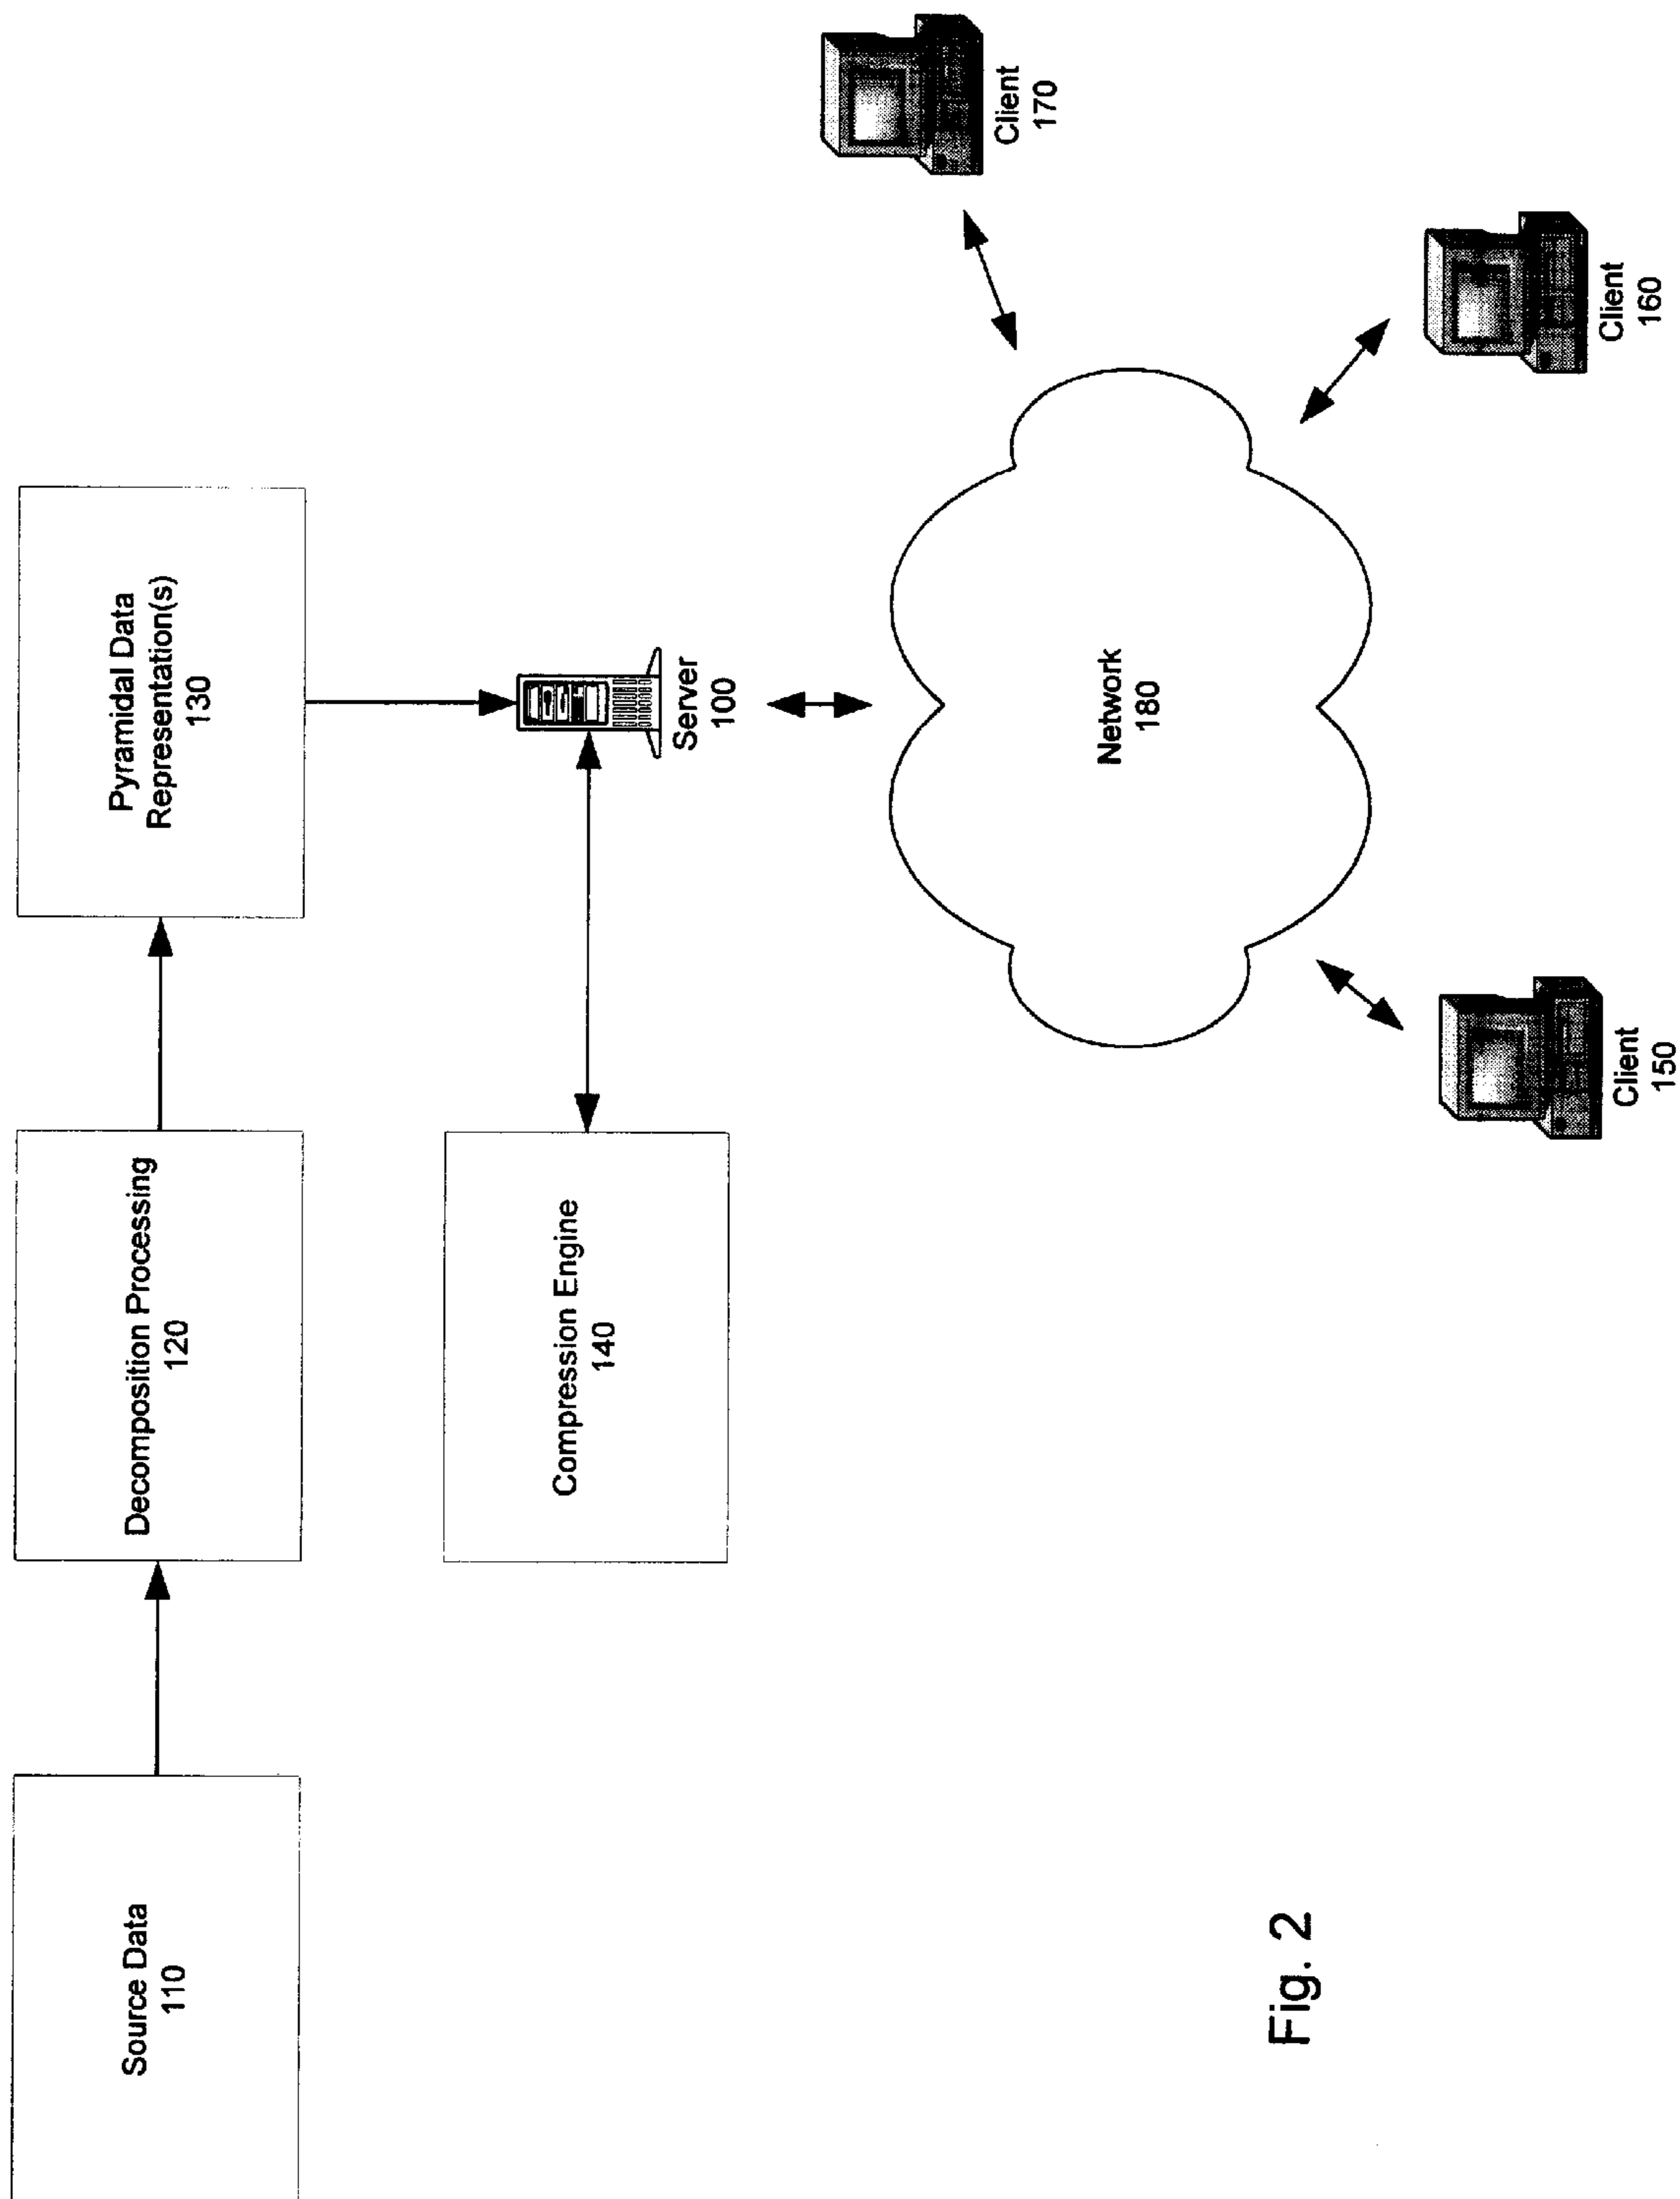 Source Data
110
Decomposition Processing
120
Pyramidal Data
Representation(s)
130
Compression Engine
140
Server
100
Network
180
Client
170
Client
160
Client
150
Fig. 2